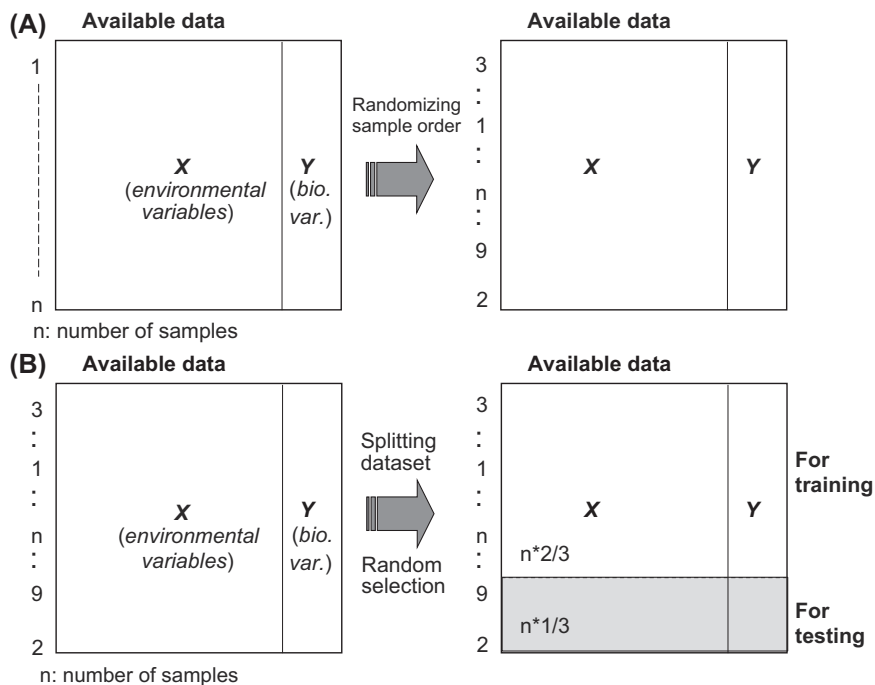 (A)
Available data
1
n
X
(environmental
variables)
Y
(bio.
var.)
n: number of samples
Randomizing
sample order
Available data
3
:
1
:
n
:
9
2
X
Y
(B)
Available data
3
:
1
:
n
:
9
2
X
(environmental
variables)
Y
(bio.
var.)
n: number of samples
Splitting
dataset
Random
selection
Available data
3
:
1
:
n
:
9
2
X
Y
n*2/3
n*1/3
For
training
For
testing